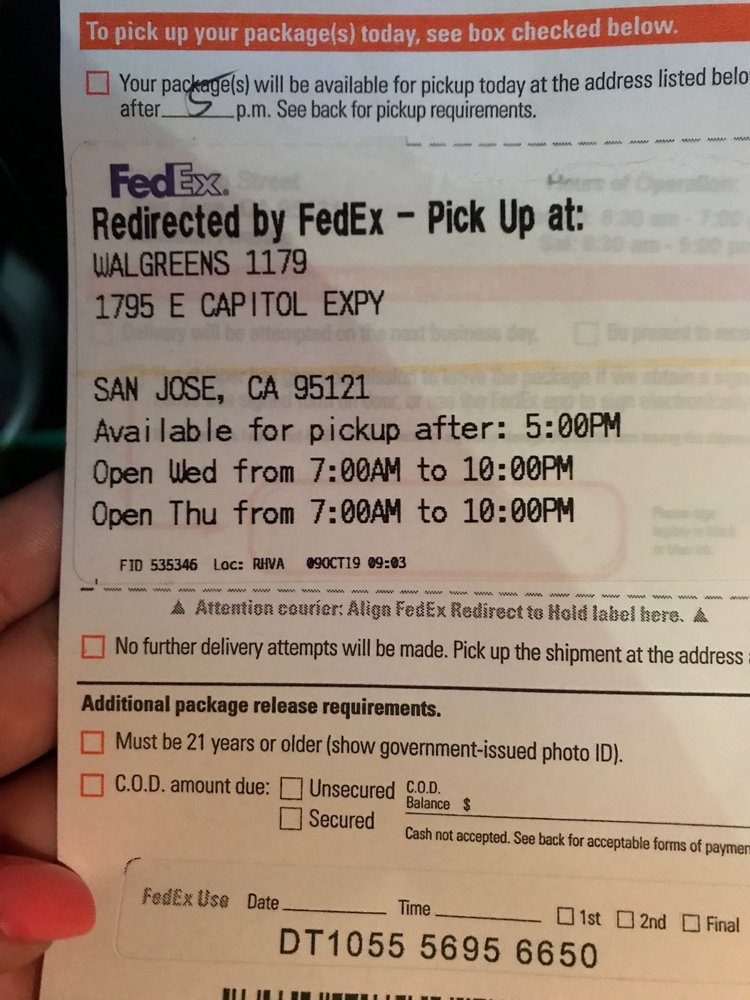 To pick up your package(s) today, see box checked below.
Your package(s) will be available for pickup today at the address listed belo
after 5 p.m. See back for pickup requirements.
FedEx.
Redirected by FedEx - Pick Up at:
WALGREENS 1179
1795 E CAPITOL EXPY
SAN JOSE, CA 95121
Available for pickup after: 5:00PM
Open Wed from 7:00AM to 10:00PM
Open Thu from 7:00AM to 10:00PM
FID 535346 Loc: RHVA 09OCT19 09:03
Attention courier: Align FedEx Redirect to Hold label here.
No further delivery attempts will be made. Pick up the shipment at the address
Additional package release requirements.
Must be 21 years or older (show government-issued photo ID).
C.O.D. amount due: Unsecured C.O.D.
Balance $
Secured
Cash not accepted. See back for acceptable forms of paymen
FedEx Use Date Time 1st 2nd Final
DT1055 5695 6650